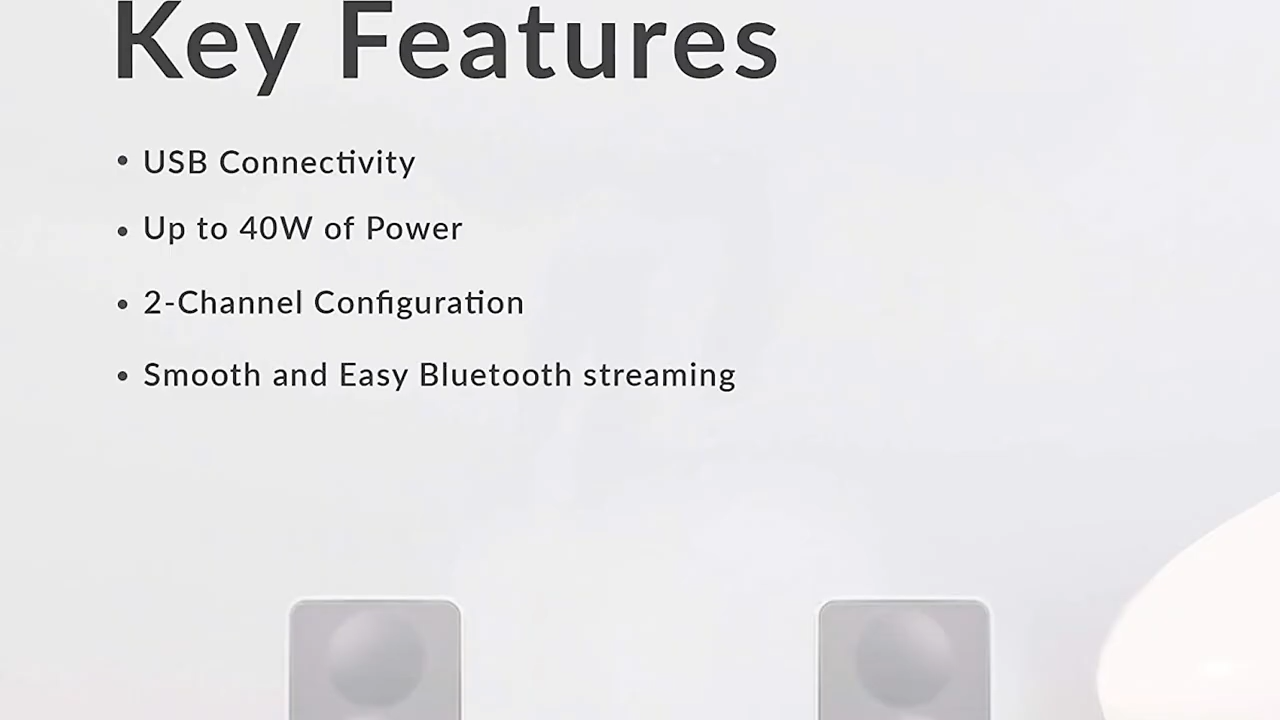 Key Features
• USB Connectivity
• Up to 40W of Power
• 2-Channel Configuration
• Smooth and Easy Bluetooth streaming